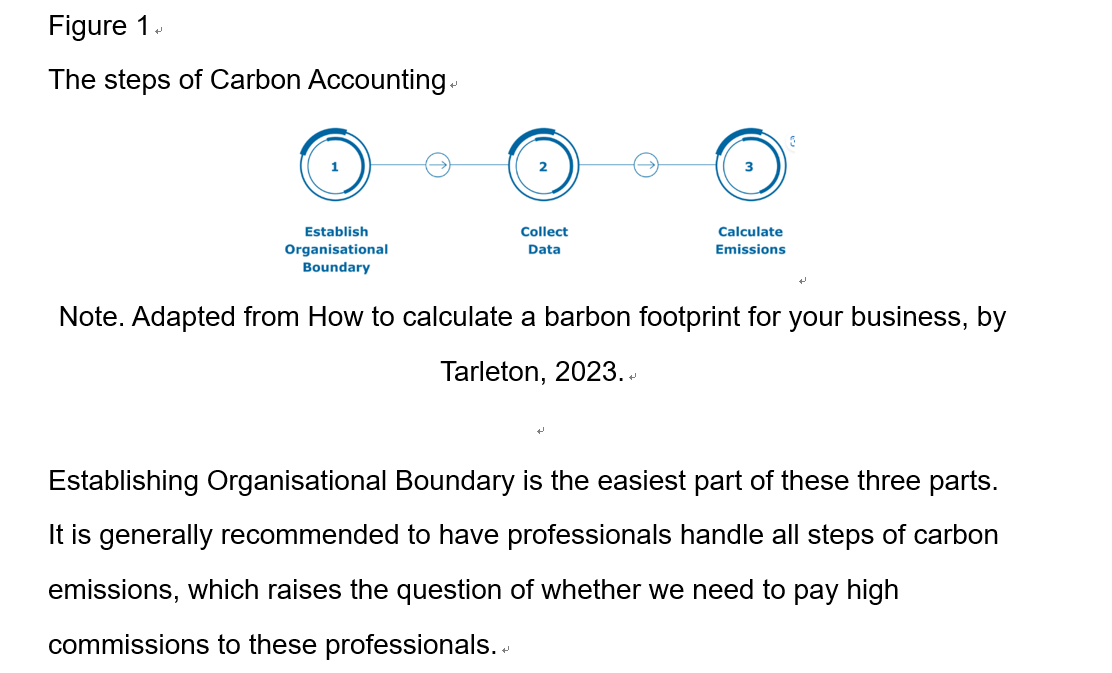 Figure 1
The steps of Carbon Accounting
1
2
3
Establish
Organisational
Boundary
Collect
Data
Calculate
Emissions
Note. Adapted from How to calculate a barbon footprint for your business, by
Tarleton, 2023.
Establishing Organisational Boundary is the easiest part of these three parts.
It is generally recommended to have professionals handle all steps of carbon
emissions, which raises the question of whether we need to pay high
commissions to these professionals.